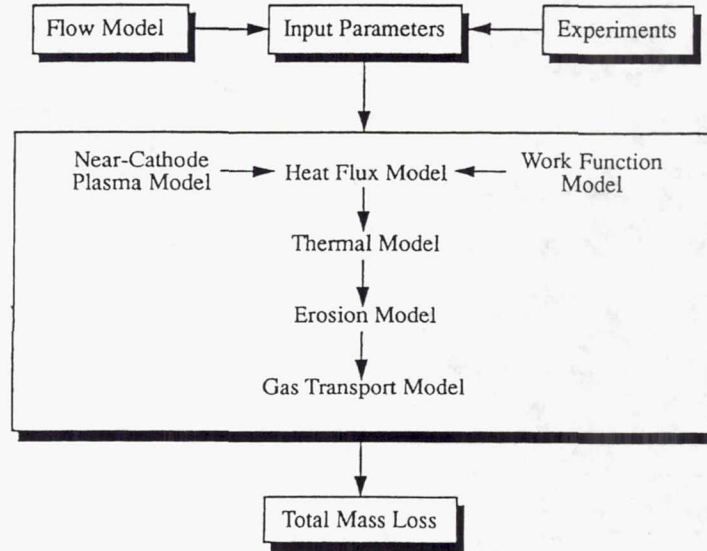 Flow Model
Input Parameters
Experiments
Near-Cathode
Plasma Model
Heat Flux Model
Work Function
Model
Thermal Model
Erosion Model
Gas Transport Model
Total Mass Loss